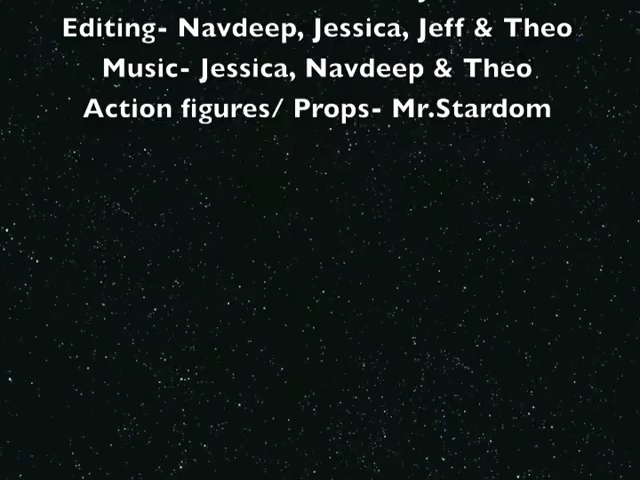 Editing- Navdeep, Jessica, Jeff & Theo
Music- Jessica, Navdeep & Theo
Action figures/ Props- Mr.Stardom